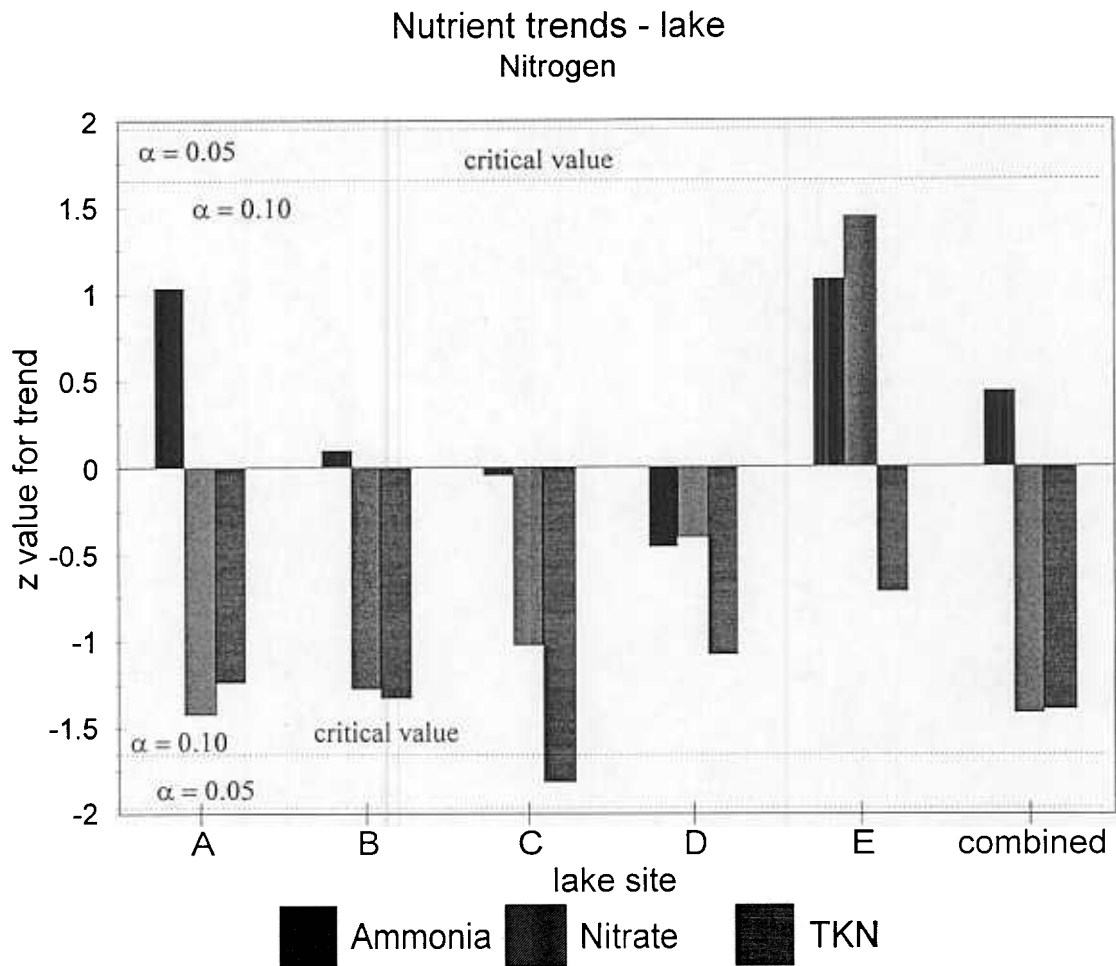 Nutrient trends - lake
Nitrogen
z value for trend
2
1.5
1
0.5
0
-0.5
-1
-1.5
-2
α = 0.05
critical value
α = 0.10
critical value
α = 0.10
α = 0.05
A B C D E combined
lake site
Ammonia Nitrate TKN